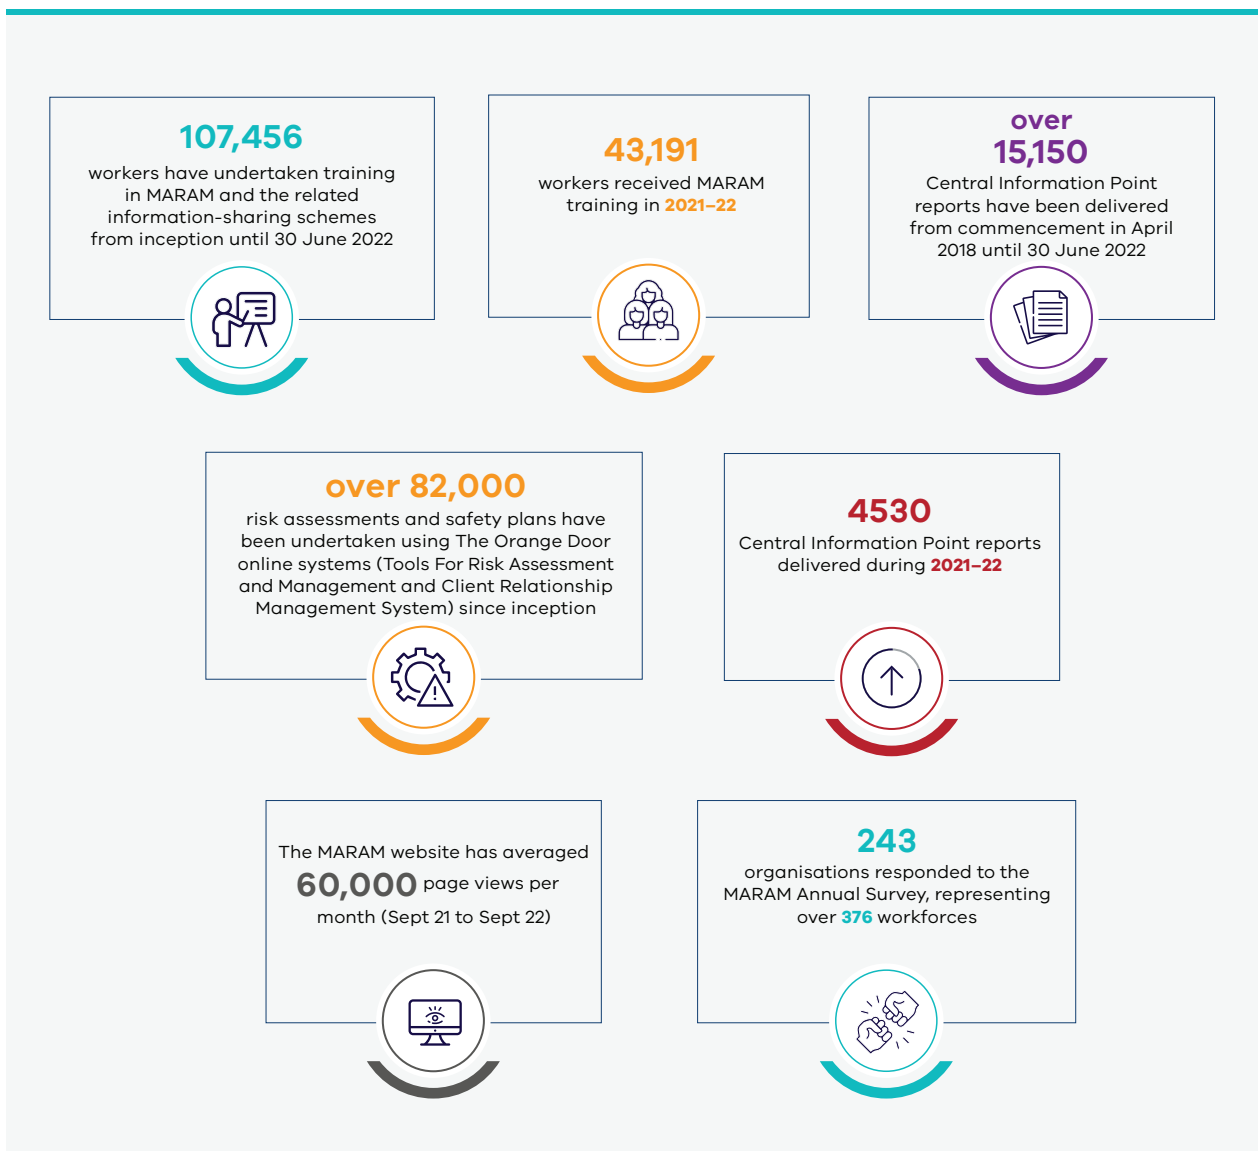 107,456
workers have undertaken training
in MARAM and the related
information-sharing schemes
from inception until 30 June 2022
43,191
workers received MARAM
training in 2021–22
over
15,150
Central Information Point
reports have been delivered
from commencement in April
2018 until 30 June 2022
over 82,000
risk assessments and safety plans have
been undertaken using The Orange Door
online systems (Tools For Risk Assessment
and Management and Client Relationship
Management System) since inception
4530
Central Information Point reports
delivered during 2021–22
The MARAM website has averaged
60,000 page views per
month (Sept 21 to Sept 22)
243
organisations responded to the
MARAM Annual Survey, representing
over 376 workforces